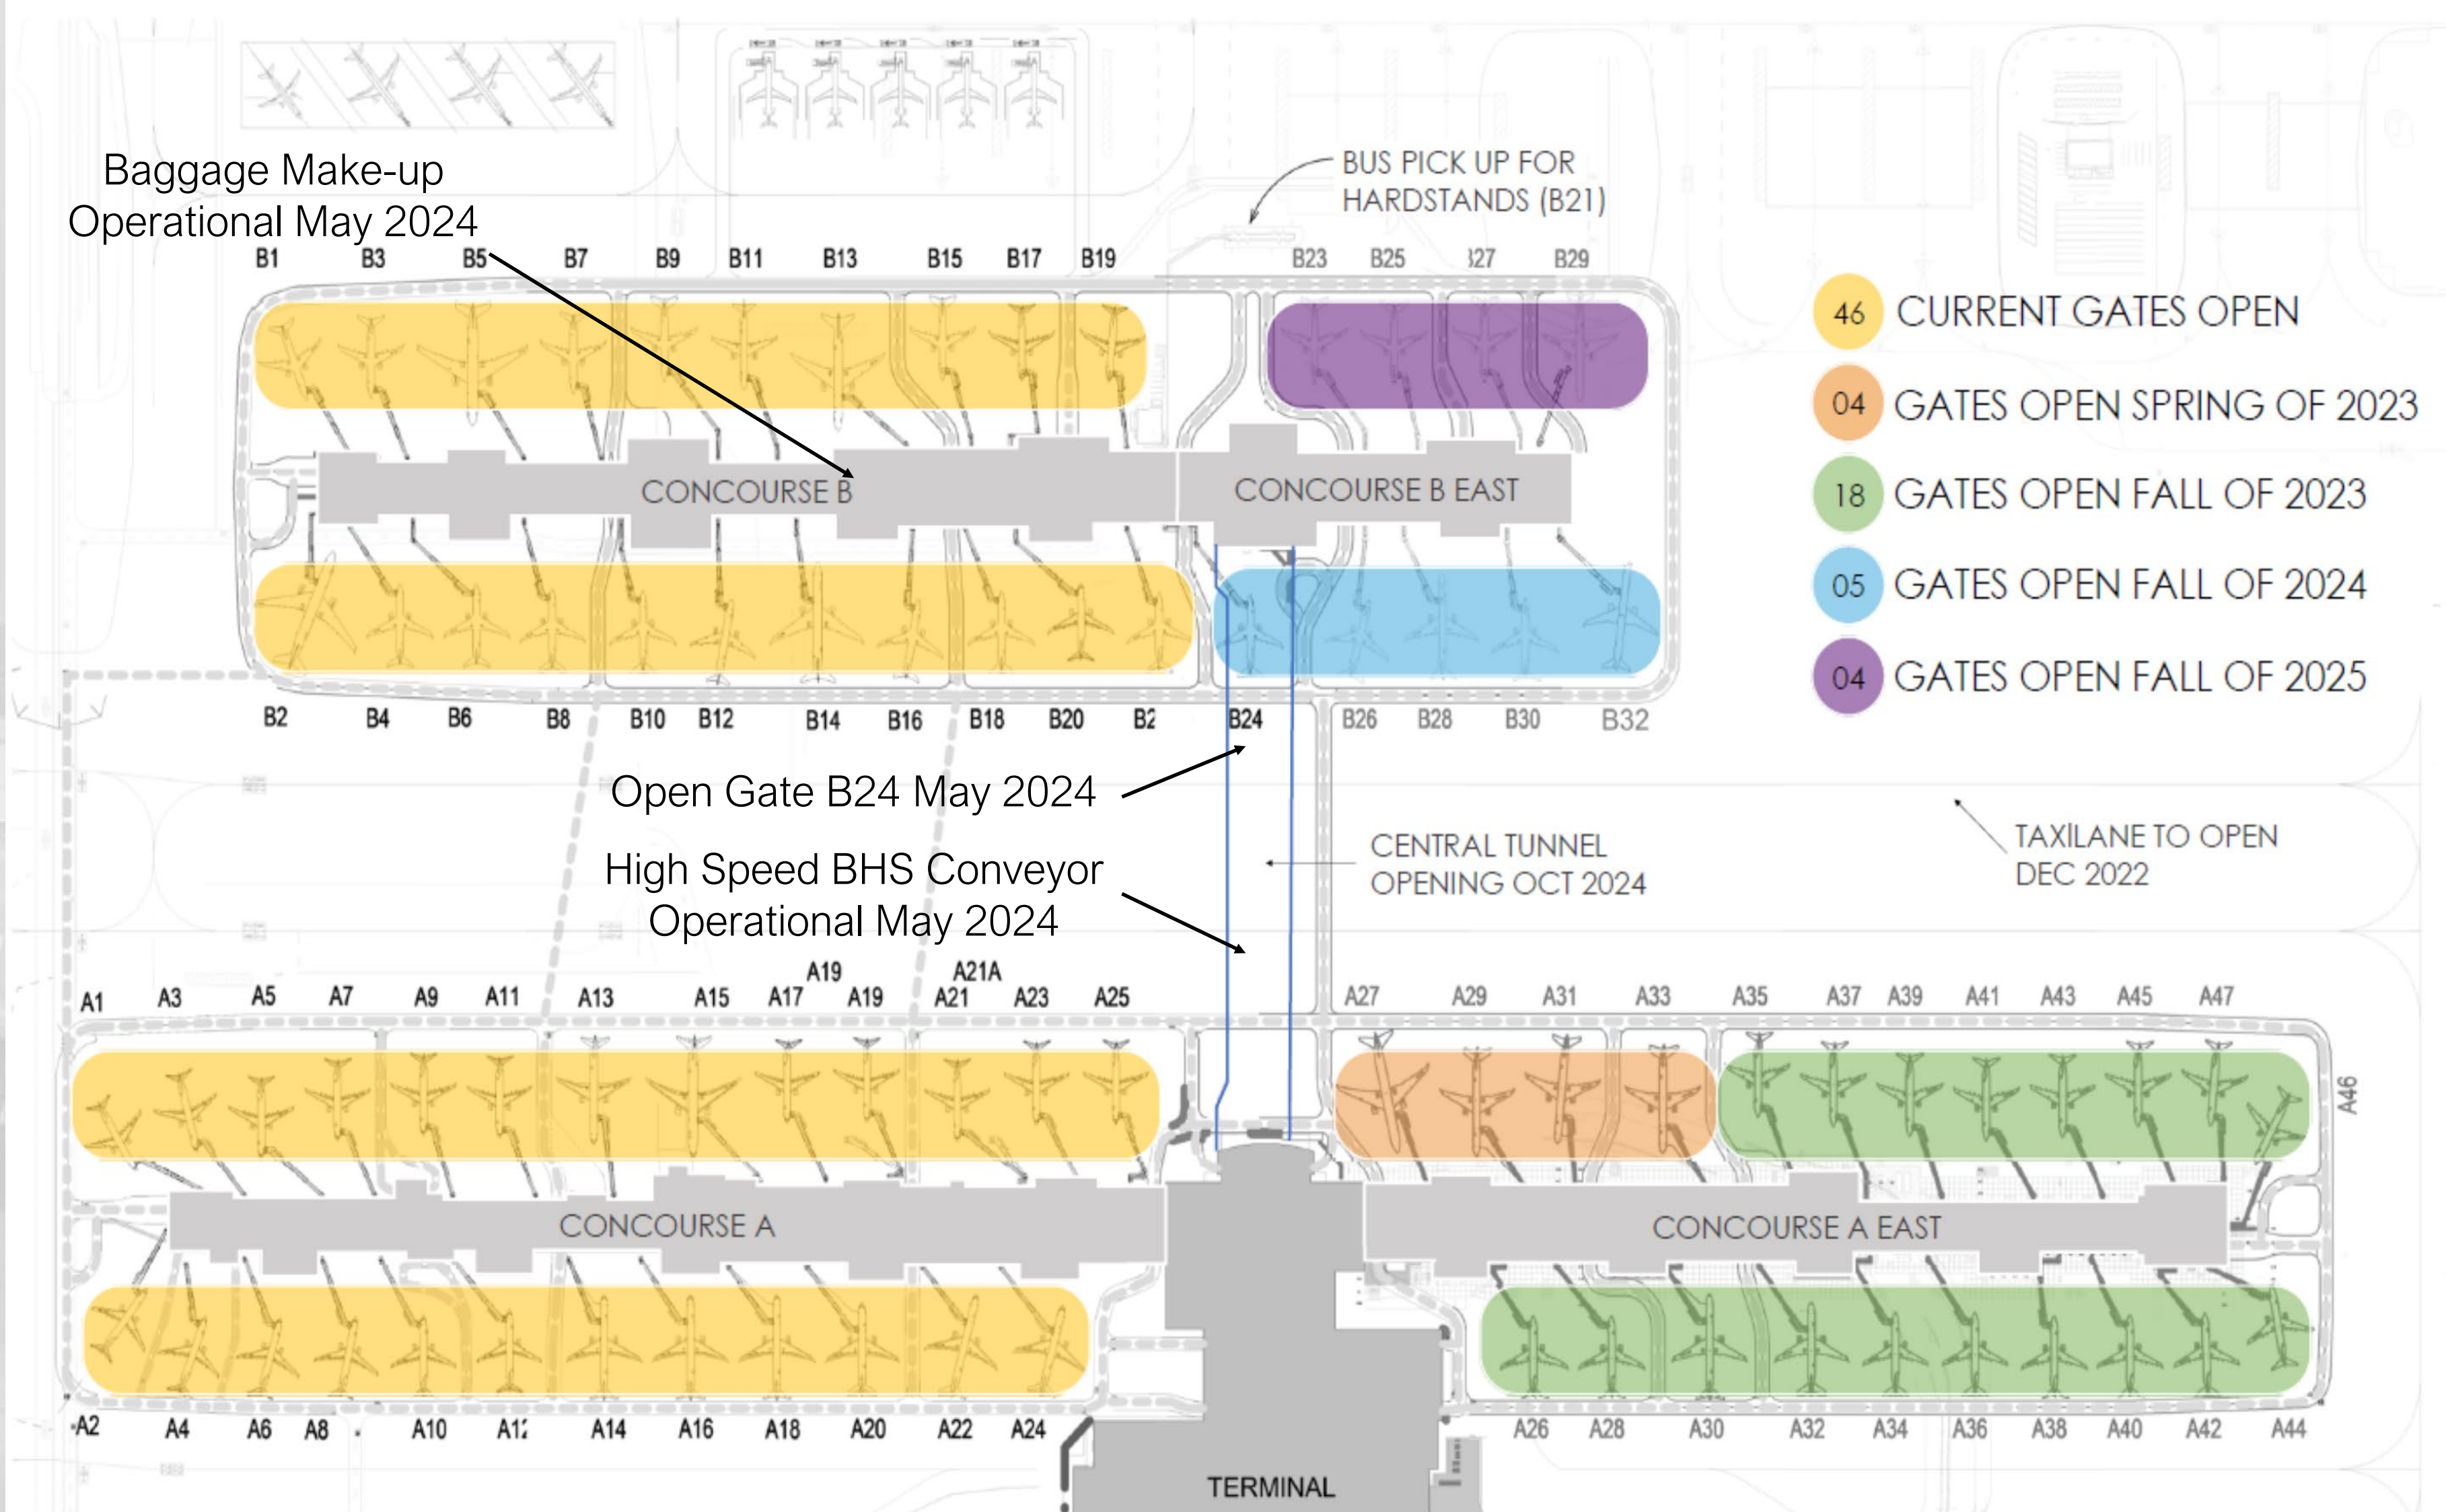 Baggage Make-up
Operational May 2024
BUS PICK UP FOR
HARDSTANDS (B21)
B1 B3 B5 B7 B9 B11 B13 B15 B17 B19 B23 B25 B27 B29
46 CURRENT GATES OPEN
04 GATES OPEN SPRING OF 2023
18 GATES OPEN FALL OF 2023
05 GATES OPEN FALL OF 2024
04 GATES OPEN FALL OF 2025
CONCOURSE B
CONCOURSE B EAST
B2 B4 B6 B8 B10 B12 B14 B16 B18 B20 B2 B24 B26 B28 B30 B32
Open Gate B24 May 2024
High Speed BHS Conveyor
Operational May 2024
CENTRAL TUNNEL
OPENING OCT 2024
TAXILANE TO OPEN
DEC 2022
A19 A21A
A1 A3 A5 A7 A9 A11 A13 A15 A17 A19 A21 A23 A25 A27 A29 A31 A33 A35 A37 A39 A41 A43 A45 A47
A46
CONCOURSE A
CONCOURSE A EAST
A2 A4 A6 A8 A10 A12 A14 A16 A18 A20 A22 A24 A26 A28 A30 A32 A34 A36 A38 A40 A42 A44
TERMINAL